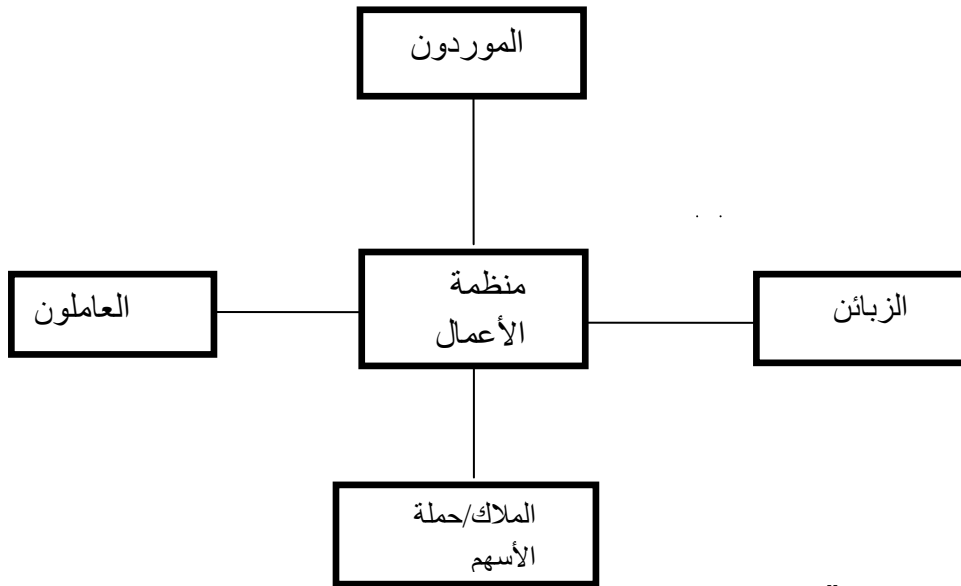 الموردون
منظمة
الأعمال
الزبائن
العاملون
الملاك/حملة
الأسهم